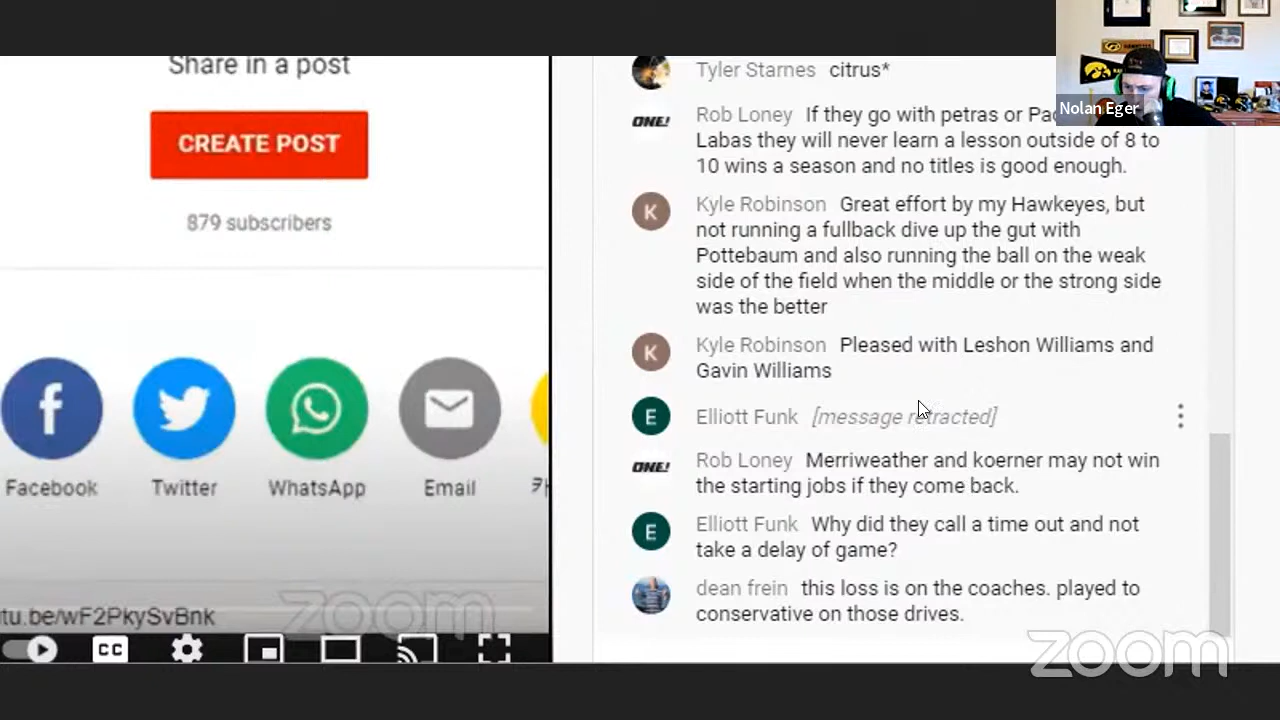 Share in a post
CREATE POST
879 subscribers
Facebook
Twitter
WhatsApp
Email
tu.be/wF2PkySvBnk
zoom
CC
Tyler Starnes citrus*
ONE!
Rob Loney If they go with petras or
Labas they will never learn a lesson outside of 8 to
10 wins a season and no titles is good enough.
K
Kyle Robinson Great effort by my Hawkeyes, but
not running a fullback dive up the gut with
Pottebaum and also running the ball on the weak
side of the field when the middle or the strong side
was the better
K
Kyle Robinson Pleased with Leshon Williams and
Gavin Williams
E
Elliott Funk [message retracted]
ONE!
Rob Loney Merriweather and koerner may not win
the starting jobs if they come back.
E
Elliott Funk Why did they call a time out and not
take a delay of game?
dean frein this loss is on the coaches. played to
conservative on those drives.
zoom
Nolan Eger